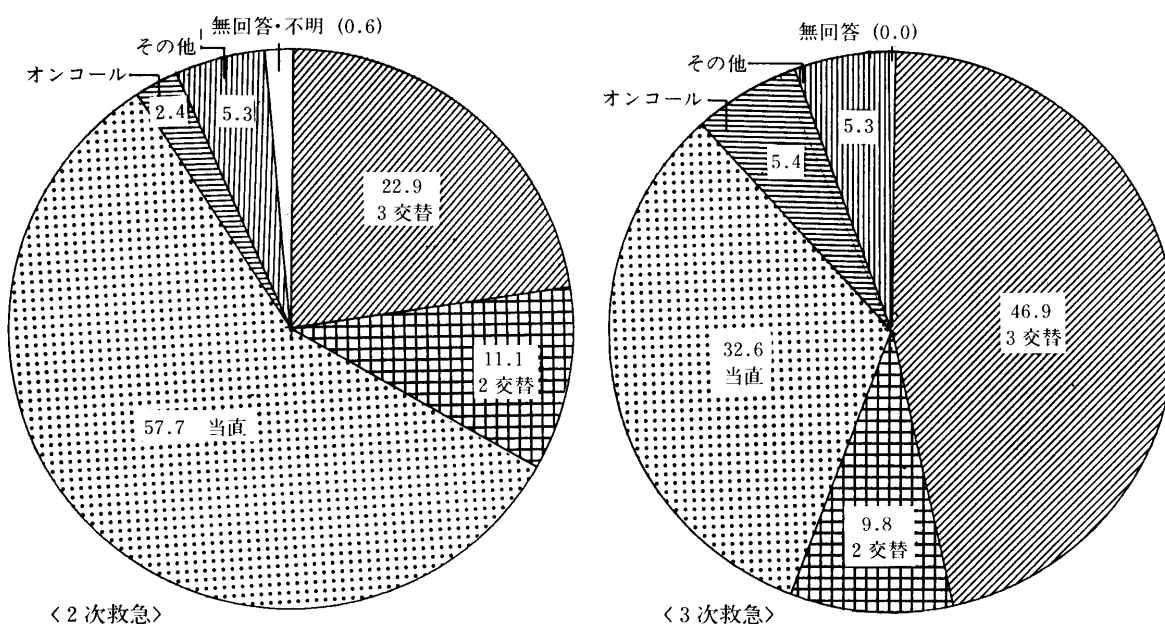 無回答・不明 (0.6)
その他
オンコール
2.4
5.3
22.9
3 交替
11.1
2 交替
57.7 当直
<2次救急>
無回答 (0.0)
その他
オンコール
5.3
5.4
46.9
3 交替
32.6
当直
9.8
2 交替
<3次救急>